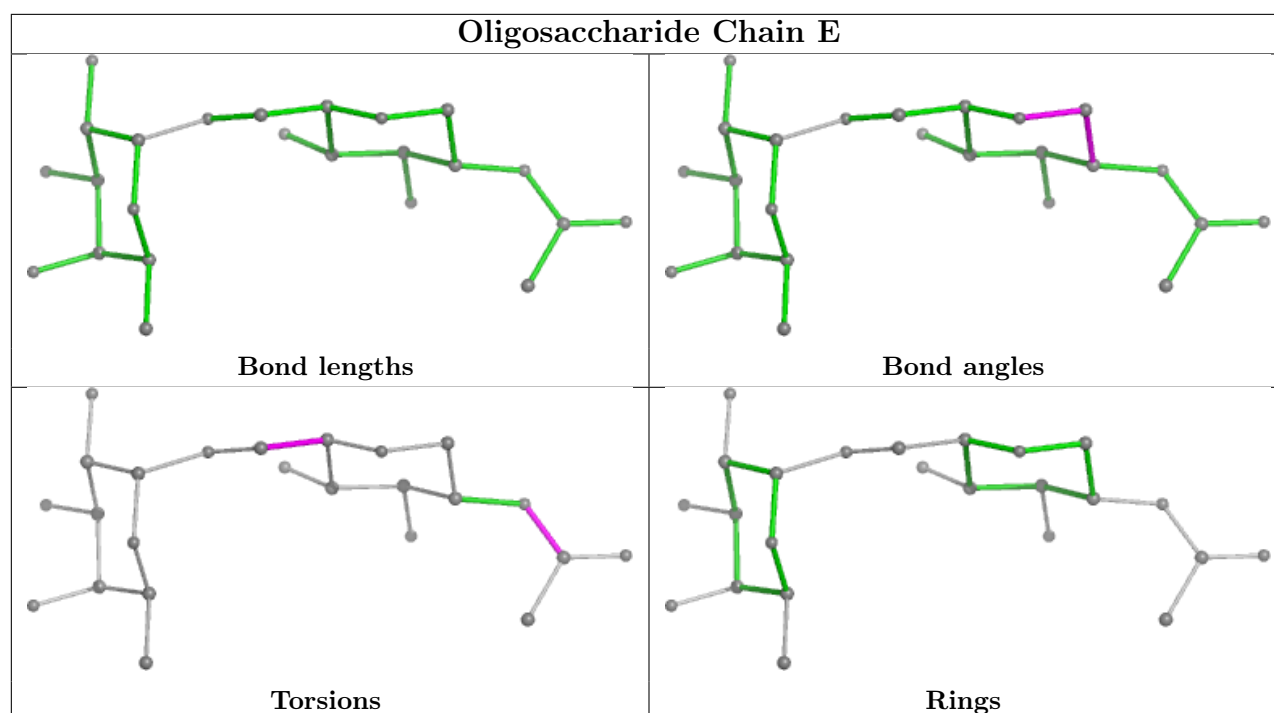 Oligosaccharide Chain E
Bond lengths
Bond angles
Torsions
Rings